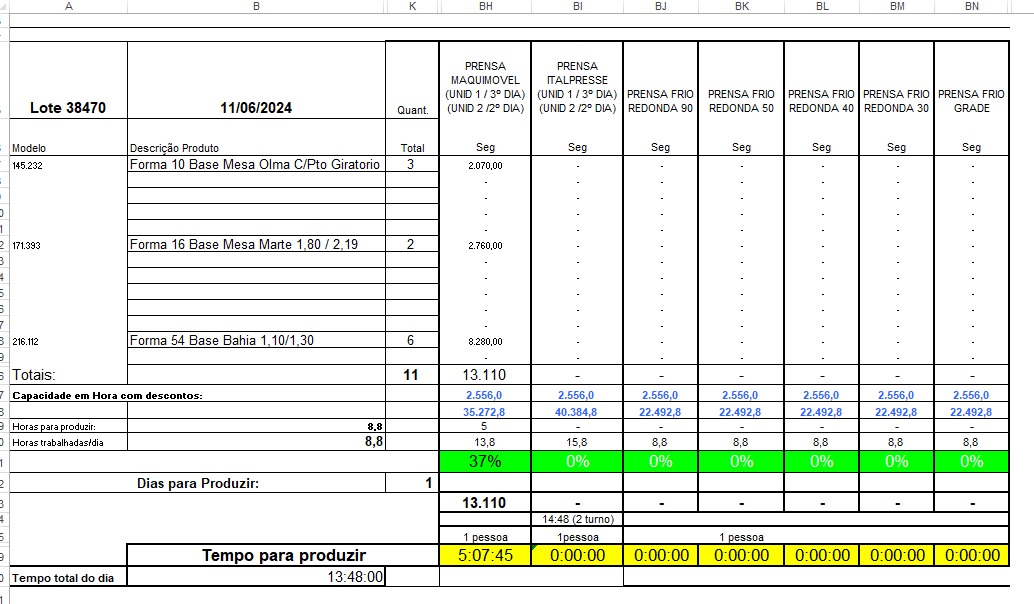 A B K BH BI BJ BK BL BM BN
PRENSA PRENSA
MAQUIMOVEL ITALPRESSE
(UNID 1 / 3º DIA) (UNID 1 / 3º DIA) PRENSA FRIO PRENSA FRIO PRENSA FRIO PRENSA FRIO PRENSA FRIO
Lote 38470 11/06/2024 Quant. (UNID 2 /2º DIA) (UNID 2 /2º DIA) REDONDA 90 REDONDA 50 REDONDA 40 REDONDA 30 GRADE
Modelo Descrição Produto Total Seg Seg Seg Seg Seg Seg Seg
145.232 Forma 10 Base Mesa Olma C/Pto Giratorio 3 2.070,00 - - - - - -
- - - - - - -
- - - - - - -
- - - - - - -
- - - - - - -
171.393 Forma 16 Base Mesa Marte 1,80 / 2,19 2 2.760,00 - - - - - -
- - - - - - -
- - - - - - -
- - - - - - -
- - - - - - -
- - - - - - -
216.112 Forma 54 Base Bahia 1,10/1,30 6 8.280,00 - - - - - -
- - - - - - -
Totais: 11 13.110 - - - - - -
Capacidade em Hora com descontos: 2.556,0 2.556,0 2.556,0 2.556,0 2.556,0 2.556,0 2.556,0
35.272,8 40.384,8 22.492,8 22.492,8 22.492,8 22.492,8 22.492,8
Horas para produzir: 8,8 5 - - - - - -
Horas trabalhadas/dia 8,8 13,8 15,8 8,8 8,8 8,8 8,8 8,8
37% 0% 0% 0% 0% 0% 0%
Dias para Produzir: 1
13.110 - - - - - -
14:48 (2 turno)
1 pessoa 1pessoa 1 pessoa
Tempo para produzir 5:07:45 0:00:00 0:00:00 0:00:00 0:00:00 0:00:00 0:00:00
Tempo total do dia 13:48:00